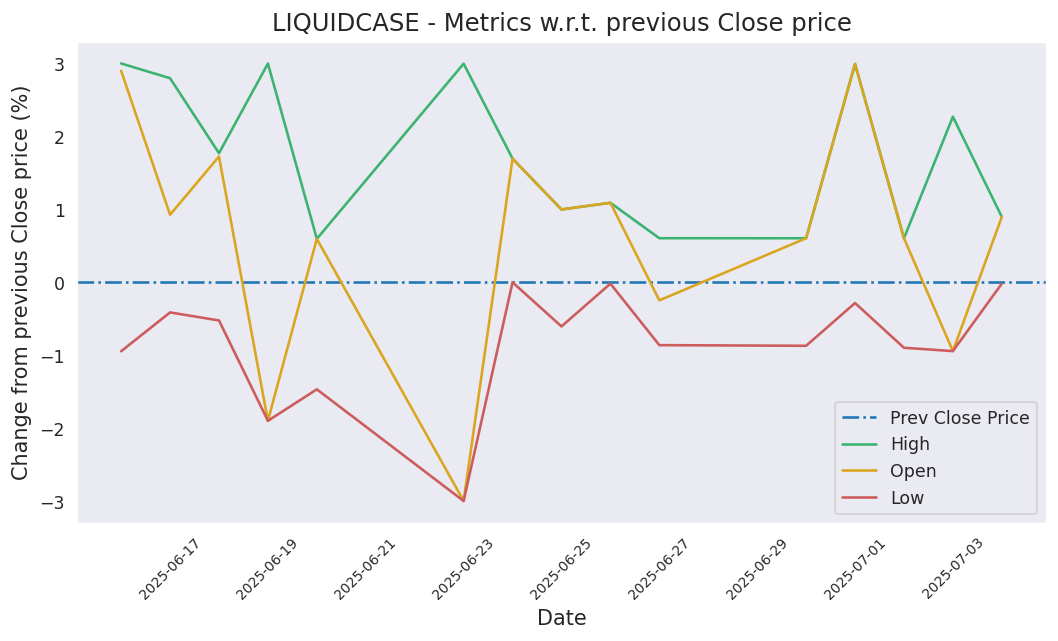 LIQUIDCASE - Metrics w.r.t. previous Close price
Change from previous Close price (%)
3
2
1
0
−1
−2
−3
Prev Close Price
High
Open
Low
2025-06-17
2025-06-19
2025-06-21
2025-06-23
2025-06-25
2025-06-27
2025-06-29
2025-07-01
2025-07-03
Date